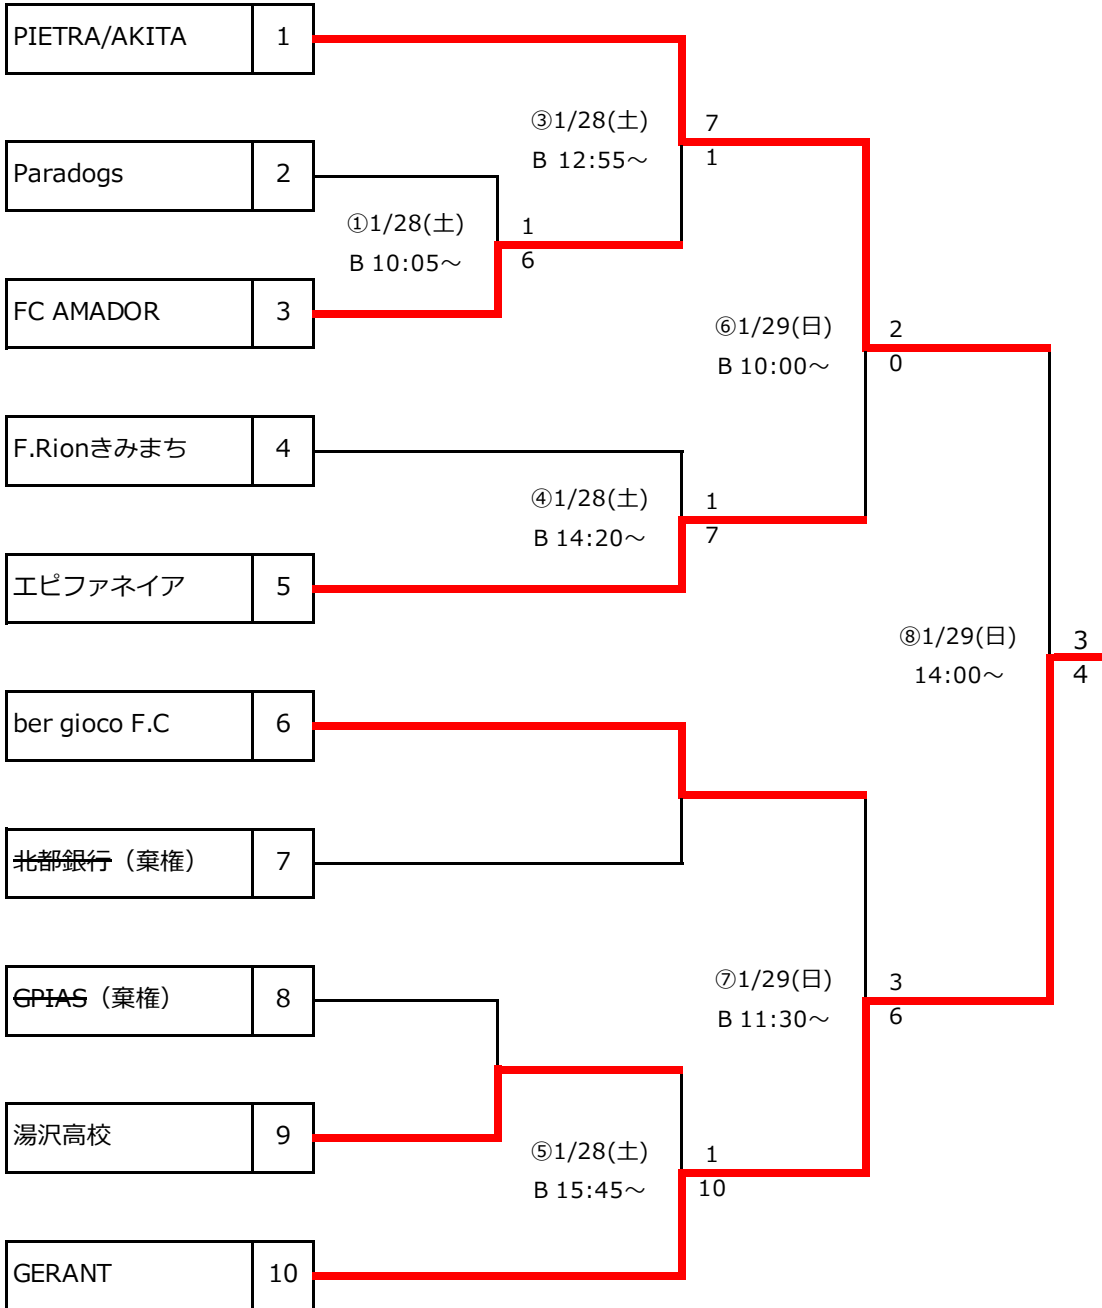 PIETRA/AKITA 1
③1/28(土) 7
B 12:55～ 1
Paradogs 2
①1/28(土) 1
B 10:05～ 6
FC AMADOR 3
⑥1/29(日) 2
B 10:00～ 0
F.Rionきみまち 4
④1/28(土) 1
B 14:20～ 7
エピファネイア 5
⑧1/29(日) 3
14:00～ 4
ber gioco F.C 6
北都銀行（棄権） 7
GPIAS（棄権） 8
⑦1/29(日) 3
B 11:30～ 6
湯沢高校 9
⑤1/28(土) 1
B 15:45～ 10
GERANT 10